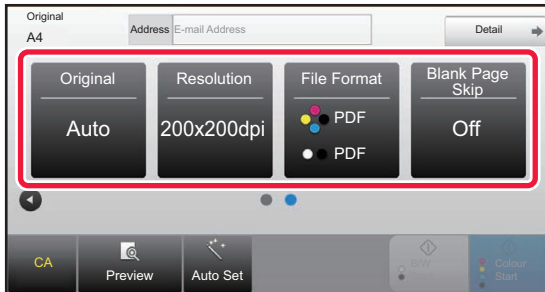 Original
A4
Address E-mail Address
Detail
Original
Auto
Resolution
200x200dpi
File Format
PDF
PDF
Blank Page
Skip
Off
CA
Preview
Auto Set
B/W
Start
Colour
Start